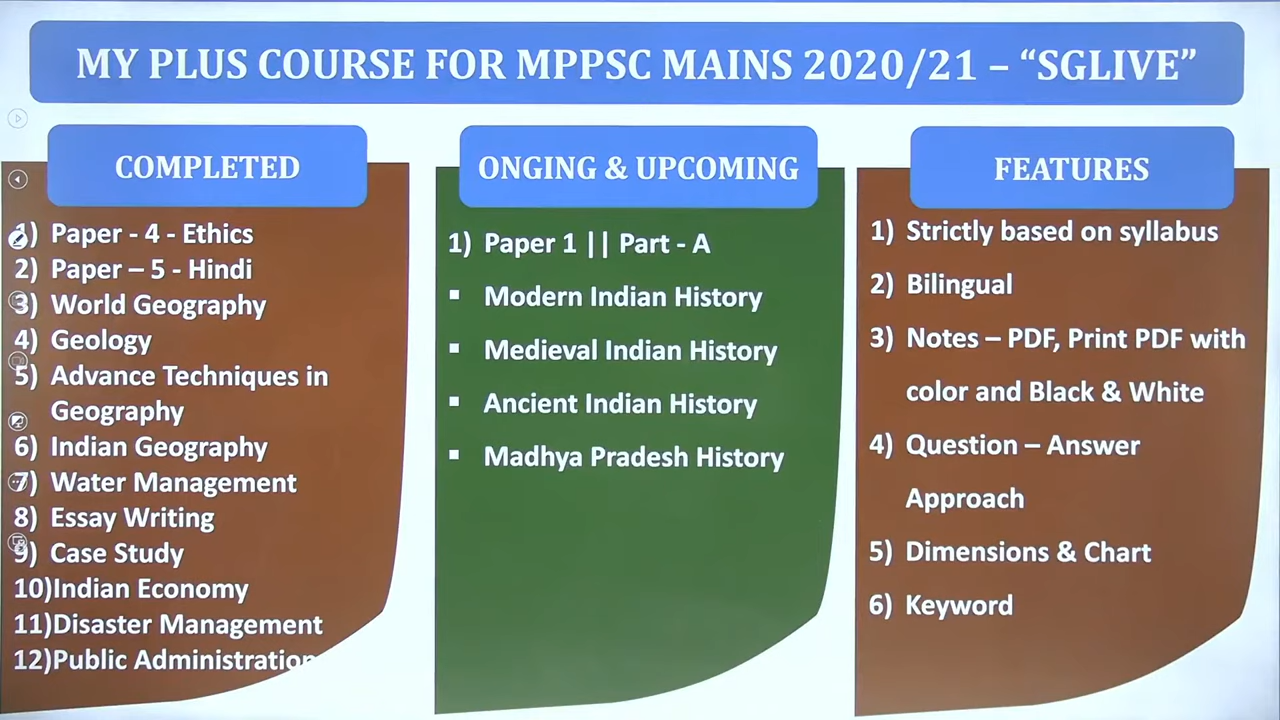 MY PLUS COURSE FOR MPPSC MAINS 2020/21 – “SGLIVE”
COMPLETED
1) Paper - 4 - Ethics
2) Paper – 5 - Hindi
3) World Geography
4) Geology
5) Advance Techniques in
Geography
6) Indian Geography
7) Water Management
8) Essay Writing
9) Case Study
10)Indian Economy
11)Disaster Management
12)Public Administration
ONGING & UPCOMING
1) Paper 1 || Part - A
▪ Modern Indian History
▪ Medieval Indian History
▪ Ancient Indian History
▪ Madhya Pradesh History
FEATURES
1) Strictly based on syllabus
2) Bilingual
3) Notes – PDF, Print PDF with
color and Black & White
4) Question – Answer
Approach
5) Dimensions & Chart
6) Keyword